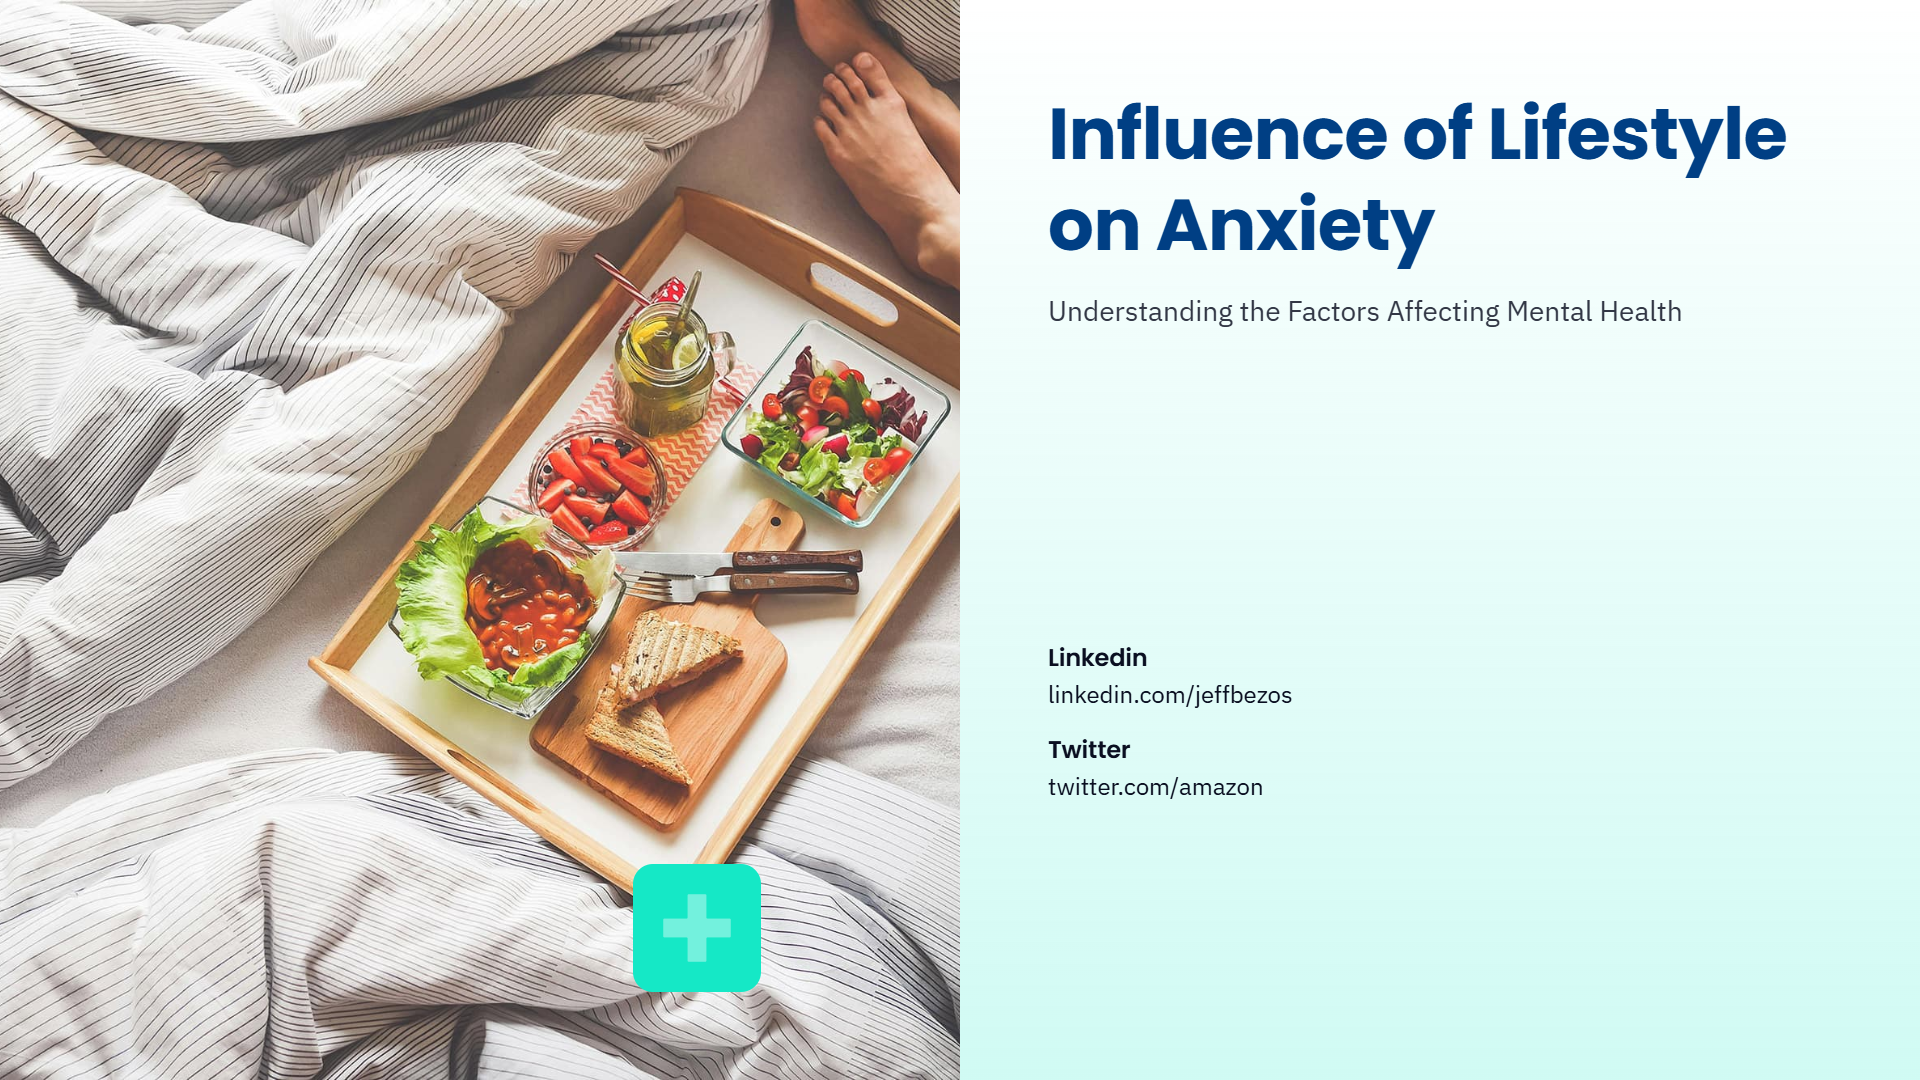 Influence of Lifestyle
on Anxiety
Understanding the Factors Affecting Mental Health
Linkedin
linkedin.com/jeffbezos
Twitter
twitter.com/amazon